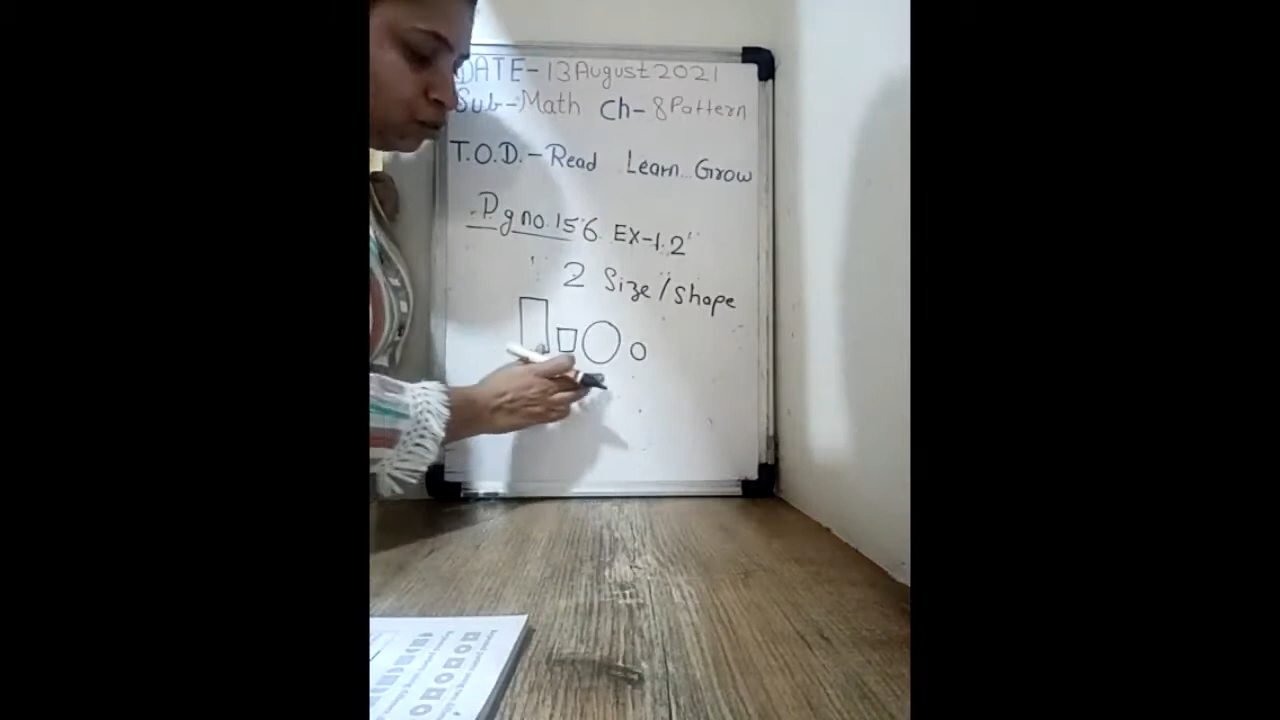 DATE-13 August 2021
Sub-Math Ch-8 Pattern
T.O.D.-Read Learn..Grow
Pg no.156 EX-1.2
2 Size/shape